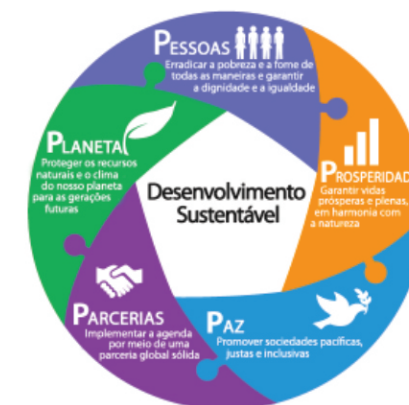 PESSOAS
Erradicar a pobreza e a fome de
todas as maneiras e garantir
a dignidade e a igualdade
PROSPERIDAD
Garantir vidas
prósperas e plenas,
em harmonia com
a natureza
PAZ
Promover sociedades pacíficas,
justas e inclusivas
PARCERIAS
Implementar a agenda
por meio de uma
parceria global sólida
PLANETA
Proteger os recursos
naturais e o clima
do nosso planeta
para as gerações
futuras
Desenvolvimento
Sustentável